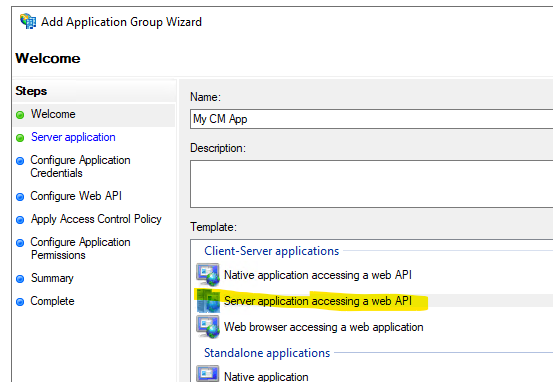 Add Application Group Wizard
Welcome
Steps
Welcome
Server application
Configure Application
Credentials
Configure Web API
Apply Access Control Policy
Configure Application
Permissions
Summary
Complete
Name:
My CM App
Description:
Template:
Client-Server applications
Native application accessing a web API
Server application accessing a web API
Web browser accessing a web application
Standalone applications
Native application